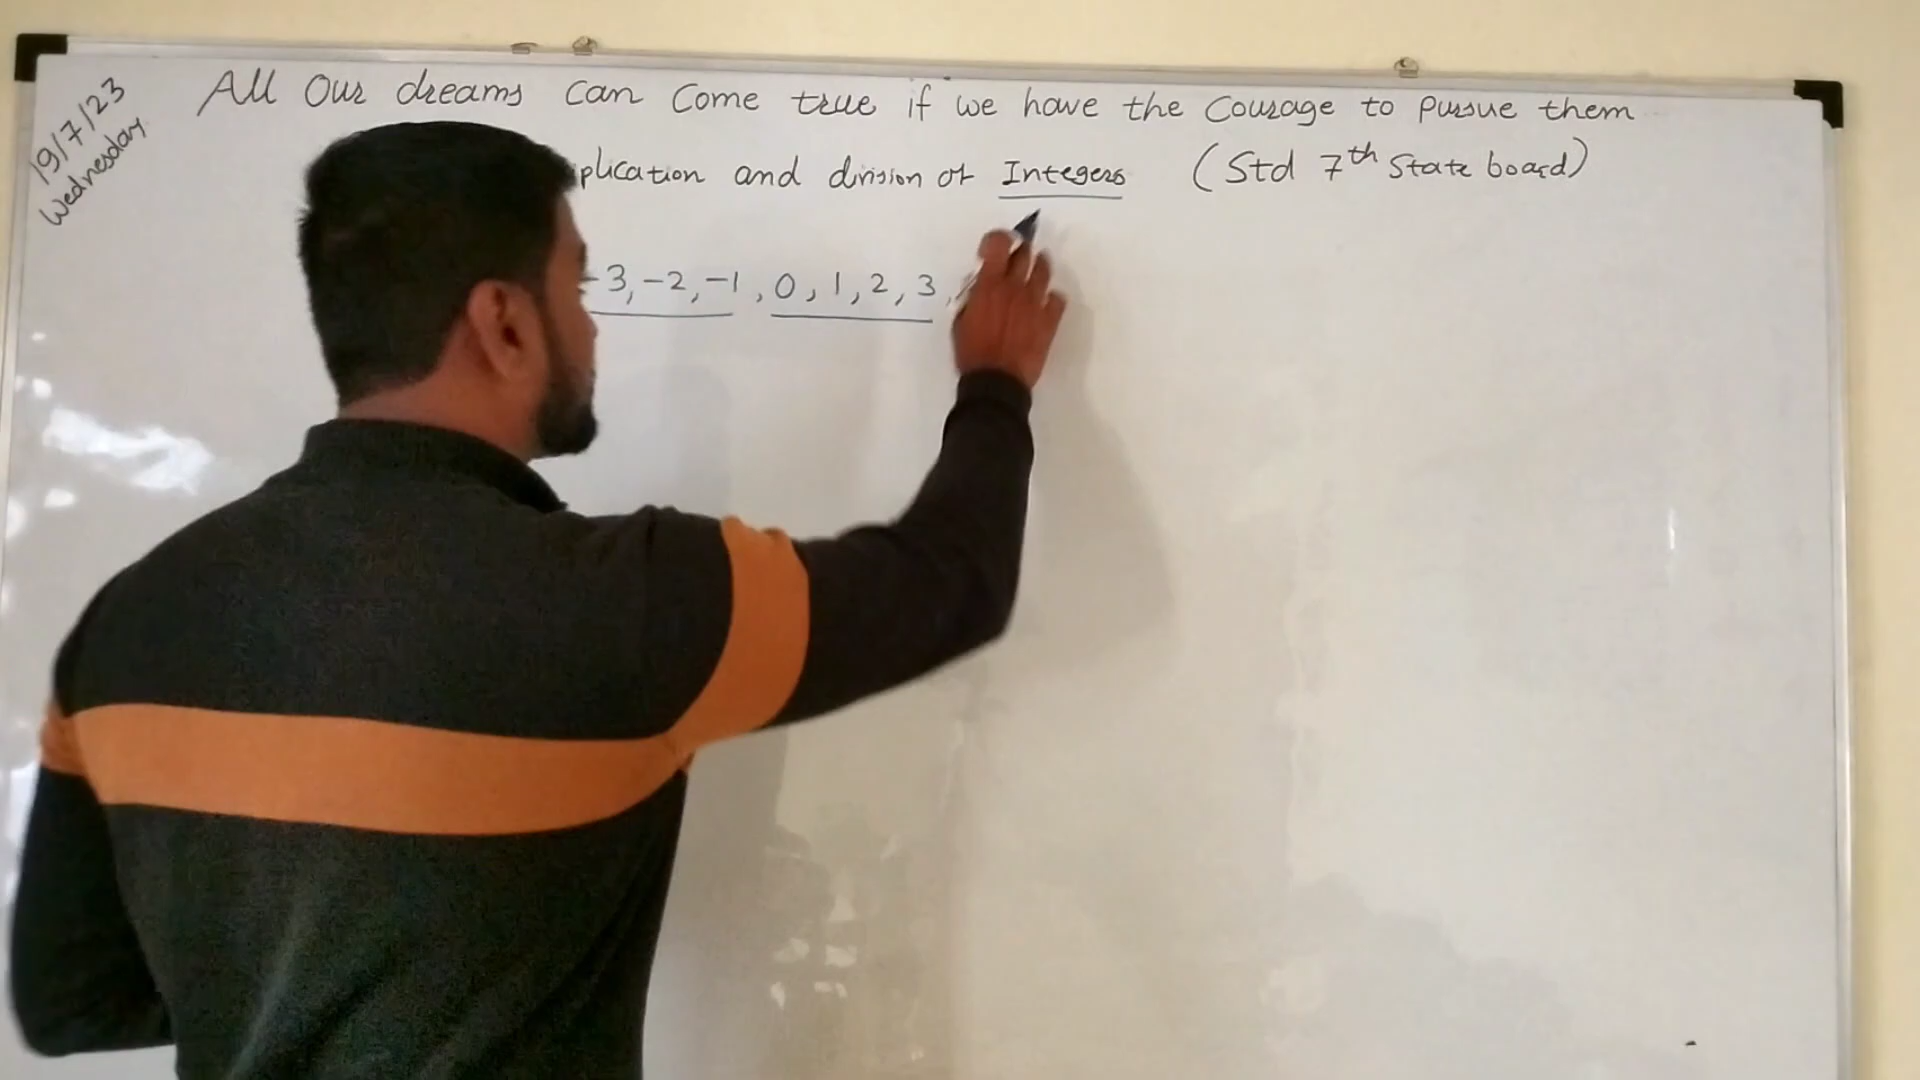 19/7/23
Wednesday
All Our dreams can come true if we have the Courage to pursue them
plication and division of Integers (Std 7th State board)
-3, -2, -1, 0, 1, 2, 3,